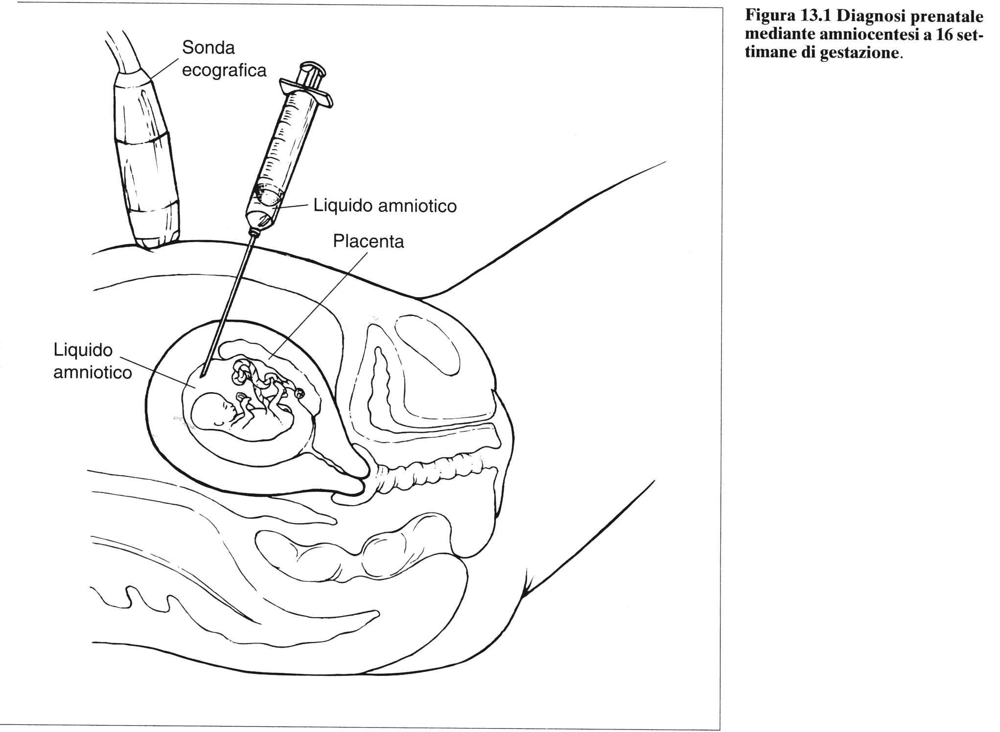 Figura 13.1 Diagnosi prenatale
mediante amniocentesi a 16 set-
timane di gestazione.
Sonda
ecografica
Liquido amniotico
Placenta
Liquido
amniotico